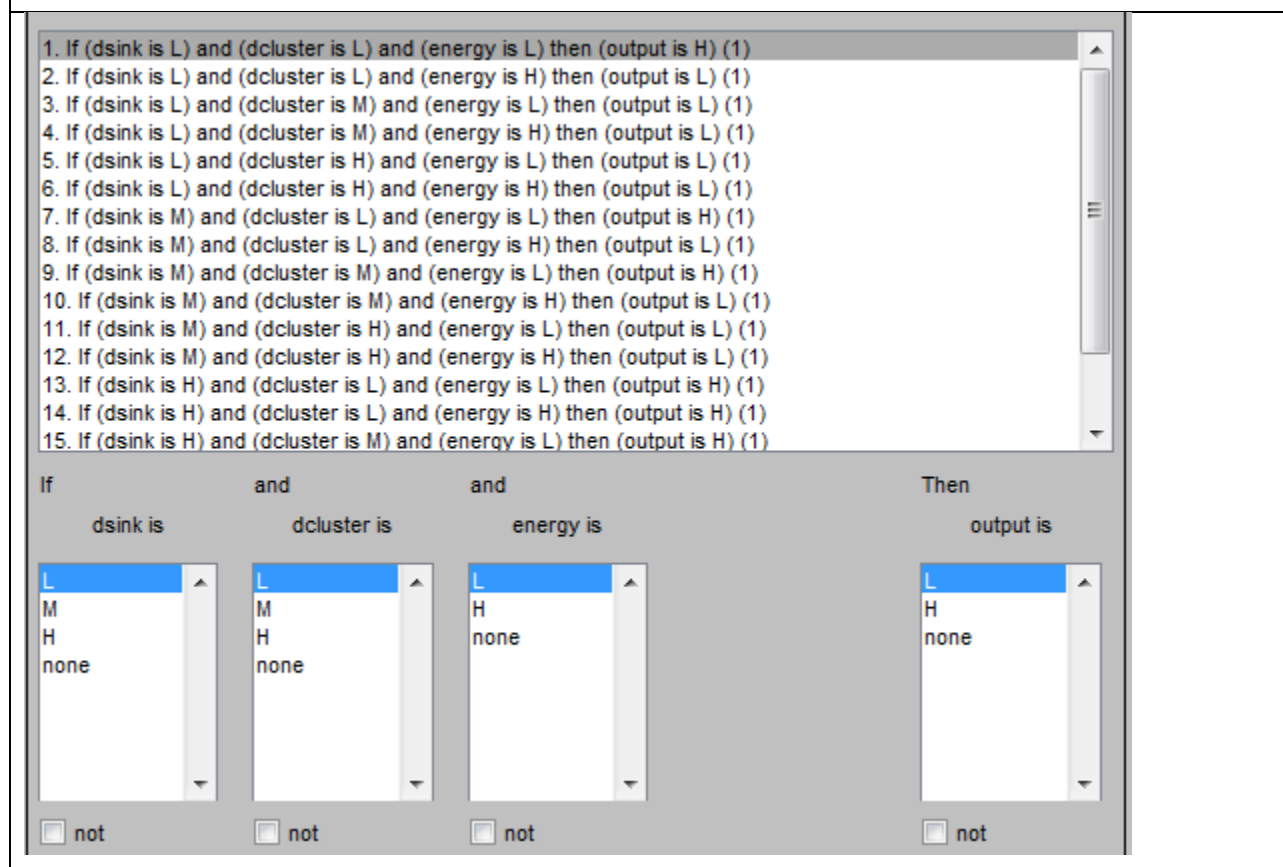 1. If (dsink is L) and (dcluster is L) and (energy is L) then (output is H) (1)
2. If (dsink is L) and (dcluster is L) and (energy is H) then (output is L) (1)
3. If (dsink is L) and (dcluster is M) and (energy is L) then (output is L) (1)
4. If (dsink is L) and (dcluster is M) and (energy is H) then (output is L) (1)
5. If (dsink is L) and (dcluster is H) and (energy is L) then (output is L) (1)
6. If (dsink is L) and (dcluster is H) and (energy is H) then (output is L) (1)
7. If (dsink is M) and (dcluster is L) and (energy is L) then (output is H) (1)
8. If (dsink is M) and (dcluster is L) and (energy is H) then (output is L) (1)
9. If (dsink is M) and (dcluster is M) and (energy is L) then (output is H) (1)
10. If (dsink is M) and (dcluster is M) and (energy is H) then (output is L) (1)
11. If (dsink is M) and (dcluster is H) and (energy is L) then (output is L) (1)
12. If (dsink is M) and (dcluster is H) and (energy is H) then (output is L) (1)
13. If (dsink is H) and (dcluster is L) and (energy is L) then (output is H) (1)
14. If (dsink is H) and (dcluster is L) and (energy is H) then (output is H) (1)
15. If (dsink is H) and (dcluster is M) and (energy is L) then (output is H) (1)
If and and Then
dsink is dcluster is energy is output is
L L L L
M M H H
H H none none
none none
not not not not